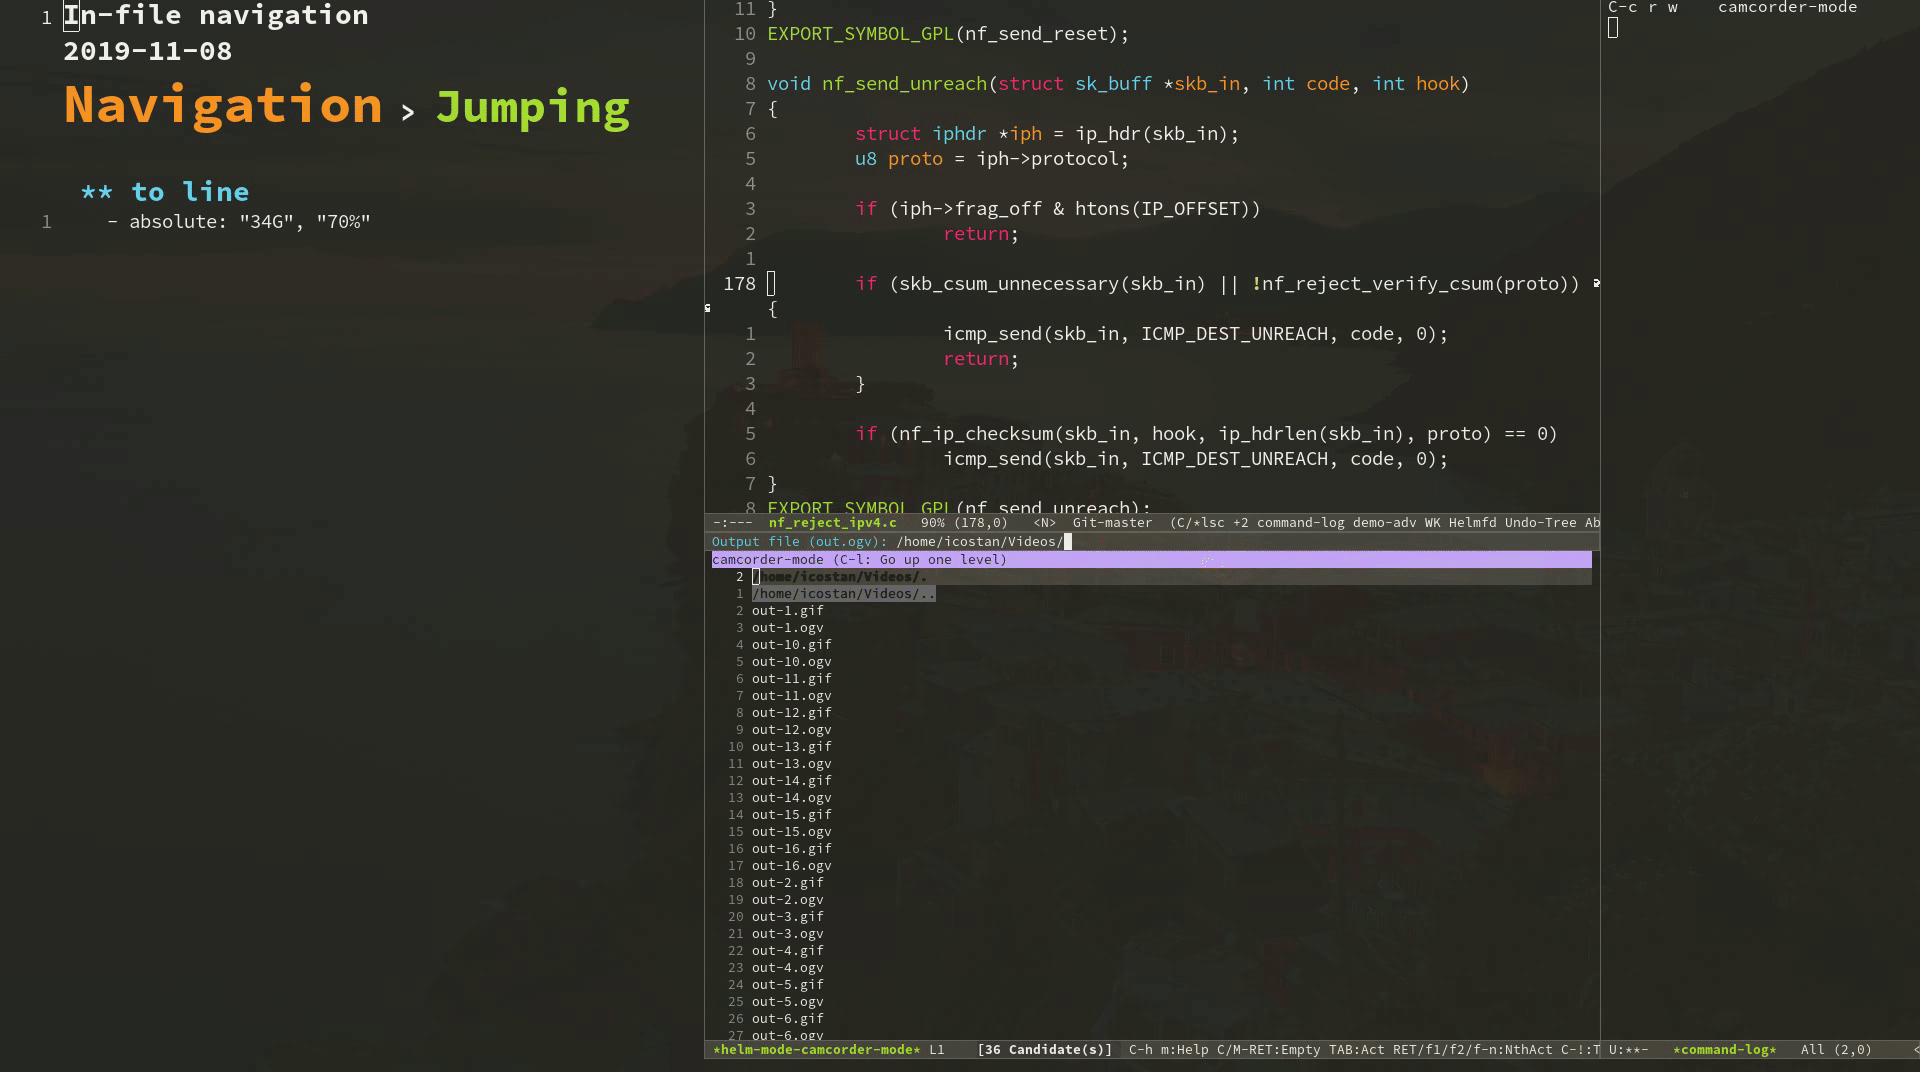 1 In-file navigation
2019-11-08
Navigation > Jumping
** to line
1 - absolute: "34G", "70%"
11 }
10 EXPORT_SYMBOL_GPL(nf_send_reset);
9
8 void nf_send_unreach(struct sk_buff *skb_in, int code, int hook)
7 {
6 struct iphdr *iph = ip_hdr(skb_in);
5 u8 proto = iph->protocol;
4
3 if (iph->frag_off & htons(IP_OFFSET))
2 return;
1
178 if (skb_csum_unnecessary(skb_in) || !nf_reject_verify_csum(proto))
{
1 icmp_send(skb_in, ICMP_DEST_UNREACH, code, 0);
2 return;
3 }
4
5 if (nf_ip_checksum(skb_in, hook, ip_hdrlen(skb_in), proto) == 0)
6 icmp_send(skb_in, ICMP_DEST_UNREACH, code, 0);
7 }
8 EXPORT_SYMBOL_GPL(nf_send_unreach);
-:--- nf_reject_ipv4.c 90% (178,0) <N> Git-master (C/*lsc +2 command-log demo-adv WK Helmfd Undo-Tree Ab
Output file (out.ogv): /home/icostan/Videos/
camcorder-mode (C-l: Go up one level)
2 /home/icostan/Videos/.
1 /home/icostan/Videos/..
2 out-1.gif
3 out-1.ogv
4 out-10.gif
5 out-10.ogv
6 out-11.gif
7 out-11.ogv
8 out-12.gif
9 out-12.ogv
10 out-13.gif
11 out-13.ogv
12 out-14.gif
13 out-14.ogv
14 out-15.gif
15 out-15.ogv
16 out-16.gif
17 out-16.ogv
18 out-2.gif
19 out-2.ogv
20 out-3.gif
21 out-3.ogv
22 out-4.gif
23 out-4.ogv
24 out-5.gif
25 out-5.ogv
26 out-6.gif
27 out-6.ogv
*helm-mode-camcorder-mode* L1 [36 Candidate(s)] C-h m:Help C/M-RET:Empty TAB:Act RET/f1/f2/f-n:NthAct C-!:T
C-c r w camcorder-mode
U:**- *command-log* All (2,0) <